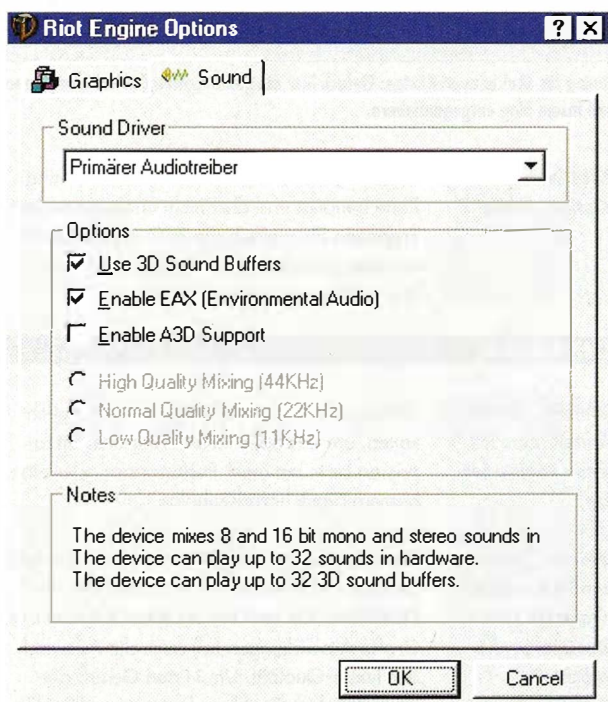 Riot Engine Options
Graphics Sound
Sound Driver
Primärer Audiotreiber
Options
Use 3D Sound Buffers
Enable EAX (Environmental Audio)
Enable A3D Support
High Quality Mixing (44KHz)
Normal Quality Mixing (22KHz)
Low Quality Mixing (11KHz)
Notes
The device mixes 8 and 16 bit mono and stereo sounds in
The device can play up to 32 sounds in hardware.
The device can play up to 32 3D sound buffers.
OK Cancel